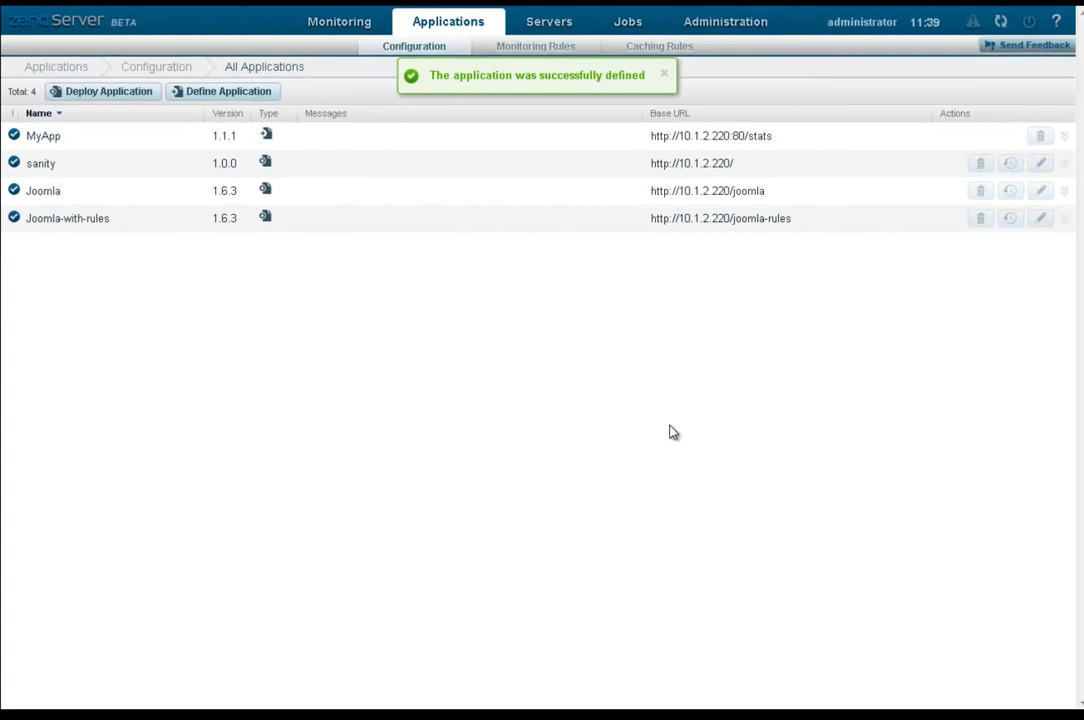 zendServer BETA Monitoring Applications Servers Jobs Administration administrator 11:39 ?
Configuration Monitoring Rules Caching Rules Send Feedback
Applications Configuration All Applications
The application was successfully defined ×
Total: 4 Deploy Application Define Application
! Name Version Type Messages Base URL Actions
MyApp 1.1.1 http://10.1.2.220:80/stats
sanity 1.0.0 http://10.1.2.220/
Joomla 1.6.3 http://10.1.2.220/joomla
Joomla-with-rules 1.6.3 http://10.1.2.220/joomla-rules